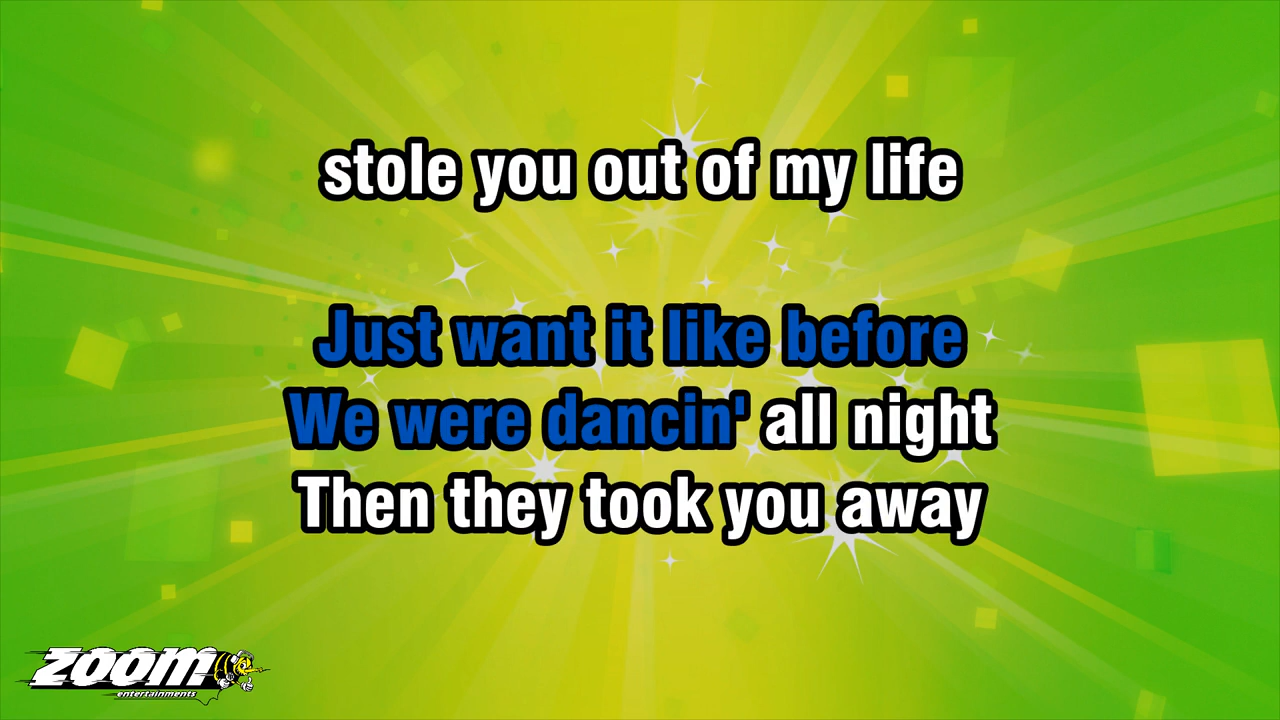 stole you out of my life
Just want it like before
We were dancin' all night
Then they took you away
zoom
entertainments